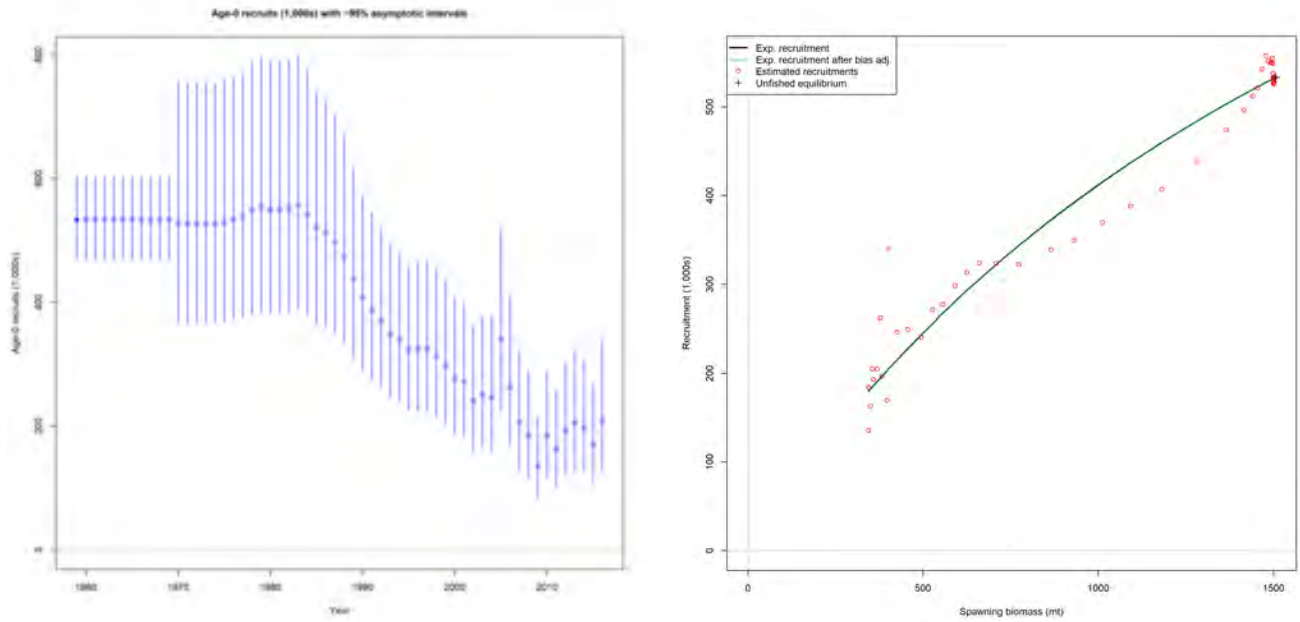 Age-0 recruits (1,000s) with ~95% asymptotic intervals
Age-0 recruits (1,000s)
800
600
400
200
0
1960 1970 1980 1990 2000 2010
Year
Exp. recruitment
Exp. recruitment after bias adj.
Estimated recruitments
Unfished equilibrium
Recruitment (1,000s)
500
400
300
200
100
0
0 500 1000 1500
Spawning biomass (mt)